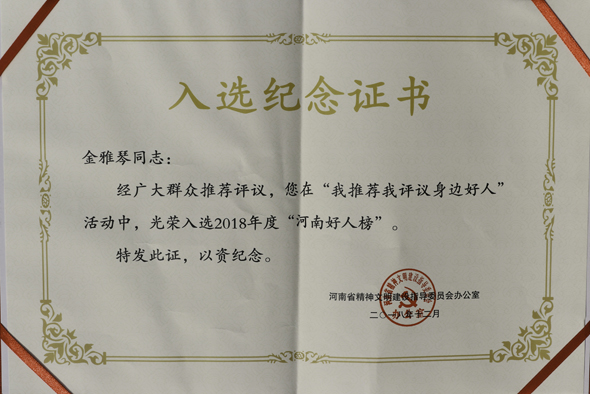 入选纪念证书
金雅琴同志：
经广大群众推荐评议，您在“我推荐我评议身边好人”
活动中，光荣入选2018年度“河南好人榜”。
特发此证，以资纪念。
河南省精神文明建设指导委员会办公室
二〇一八年十二月